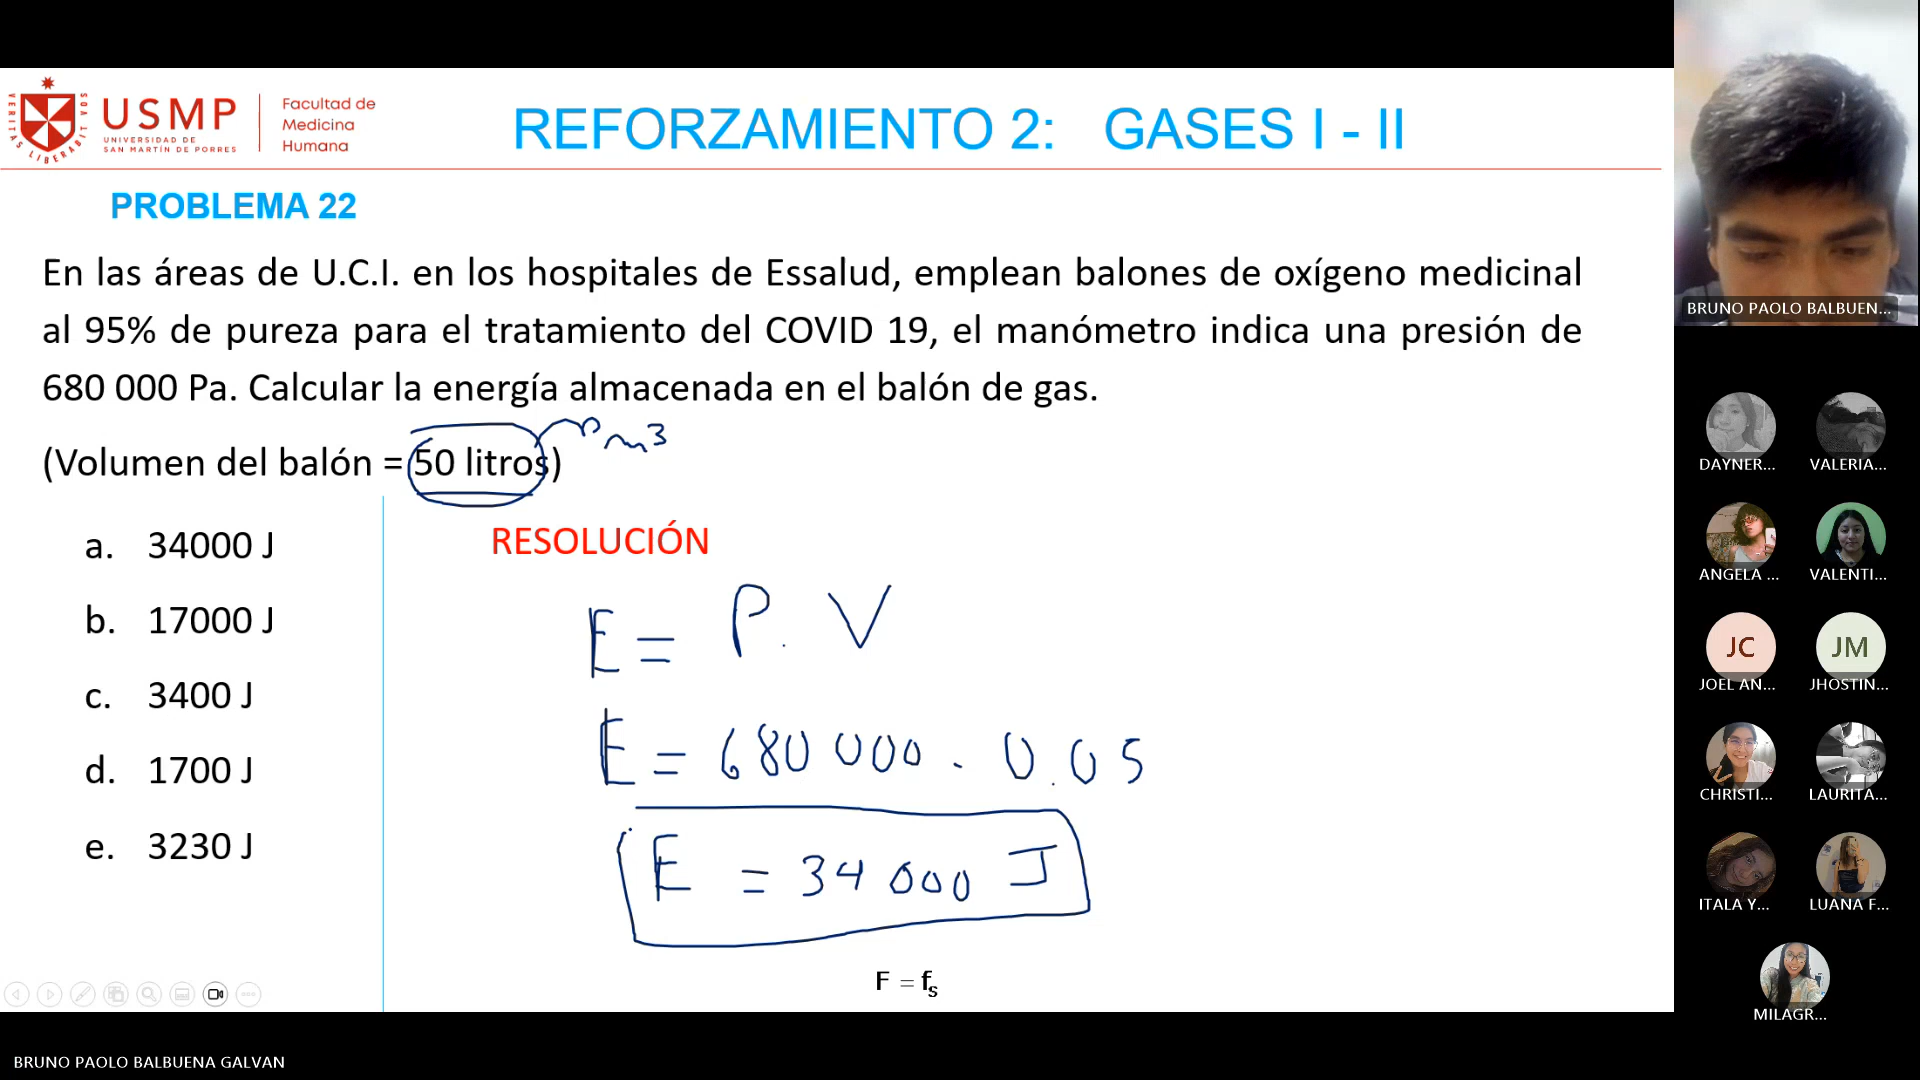 VERITAS LIBERABIT VOS
USMP
UNIVERSIDAD DE
SAN MARTÍN DE PORRES
Facultad de
Medicina
Humana
REFORZAMIENTO 2: GASES I - II
PROBLEMA 22
En las áreas de U.C.I. en los hospitales de Essalud, emplean balones de oxígeno medicinal
al 95% de pureza para el tratamiento del COVID 19, el manómetro indica una presión de
680 000 Pa. Calcular la energía almacenada en el balón de gas.
m³
(Volumen del balón = 50 litros)
a. 34000 J
b. 17000 J
c. 3400 J
d. 1700 J
e. 3230 J
RESOLUCIÓN
E = P. V
E = 680 000 . 0.05
E = 34 000 J
F = fs
BRUNO PAOLO BALBUEN...
DAYNER...
VALERIA...
ANGELA ...
VALENTI...
JC
JM
JOEL AN...
JHOSTIN...
CHRISTI...
LAURITA...
ITALA Y...
LUANA F...
MILAGR...
BRUNO PAOLO BALBUENA GALVAN